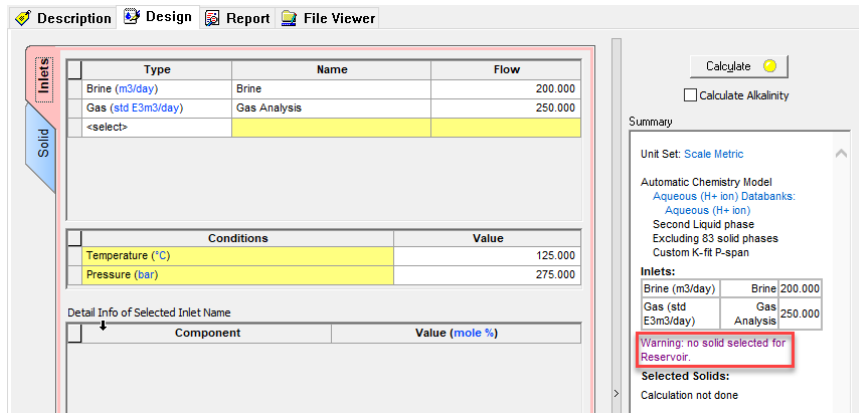 Description Design Report File Viewer
Inlets
Solid
Type Name Flow
Brine (m3/day) Brine 200.000
Gas (std E3m3/day) Gas Analysis 250.000
<select>
Conditions Value
Temperature (°C) 125.000
Pressure (bar) 275.000
Detail Info of Selected Inlet Name
Component Value (mole %)
Calculate
Calculate Alkalinity
Summary
Unit Set: Scale Metric
Automatic Chemistry Model
Aqueous (H+ ion) Databanks:
Aqueous (H+ ion)
Second Liquid phase
Excluding 83 solid phases
Custom K-fit P-span
Inlets:
Brine (m3/day) Brine 200.000
Gas (std Gas 250.000
E3m3/day) Analysis
Warning: no solid selected for
Reservoir.
Selected Solids:
Calculation not done